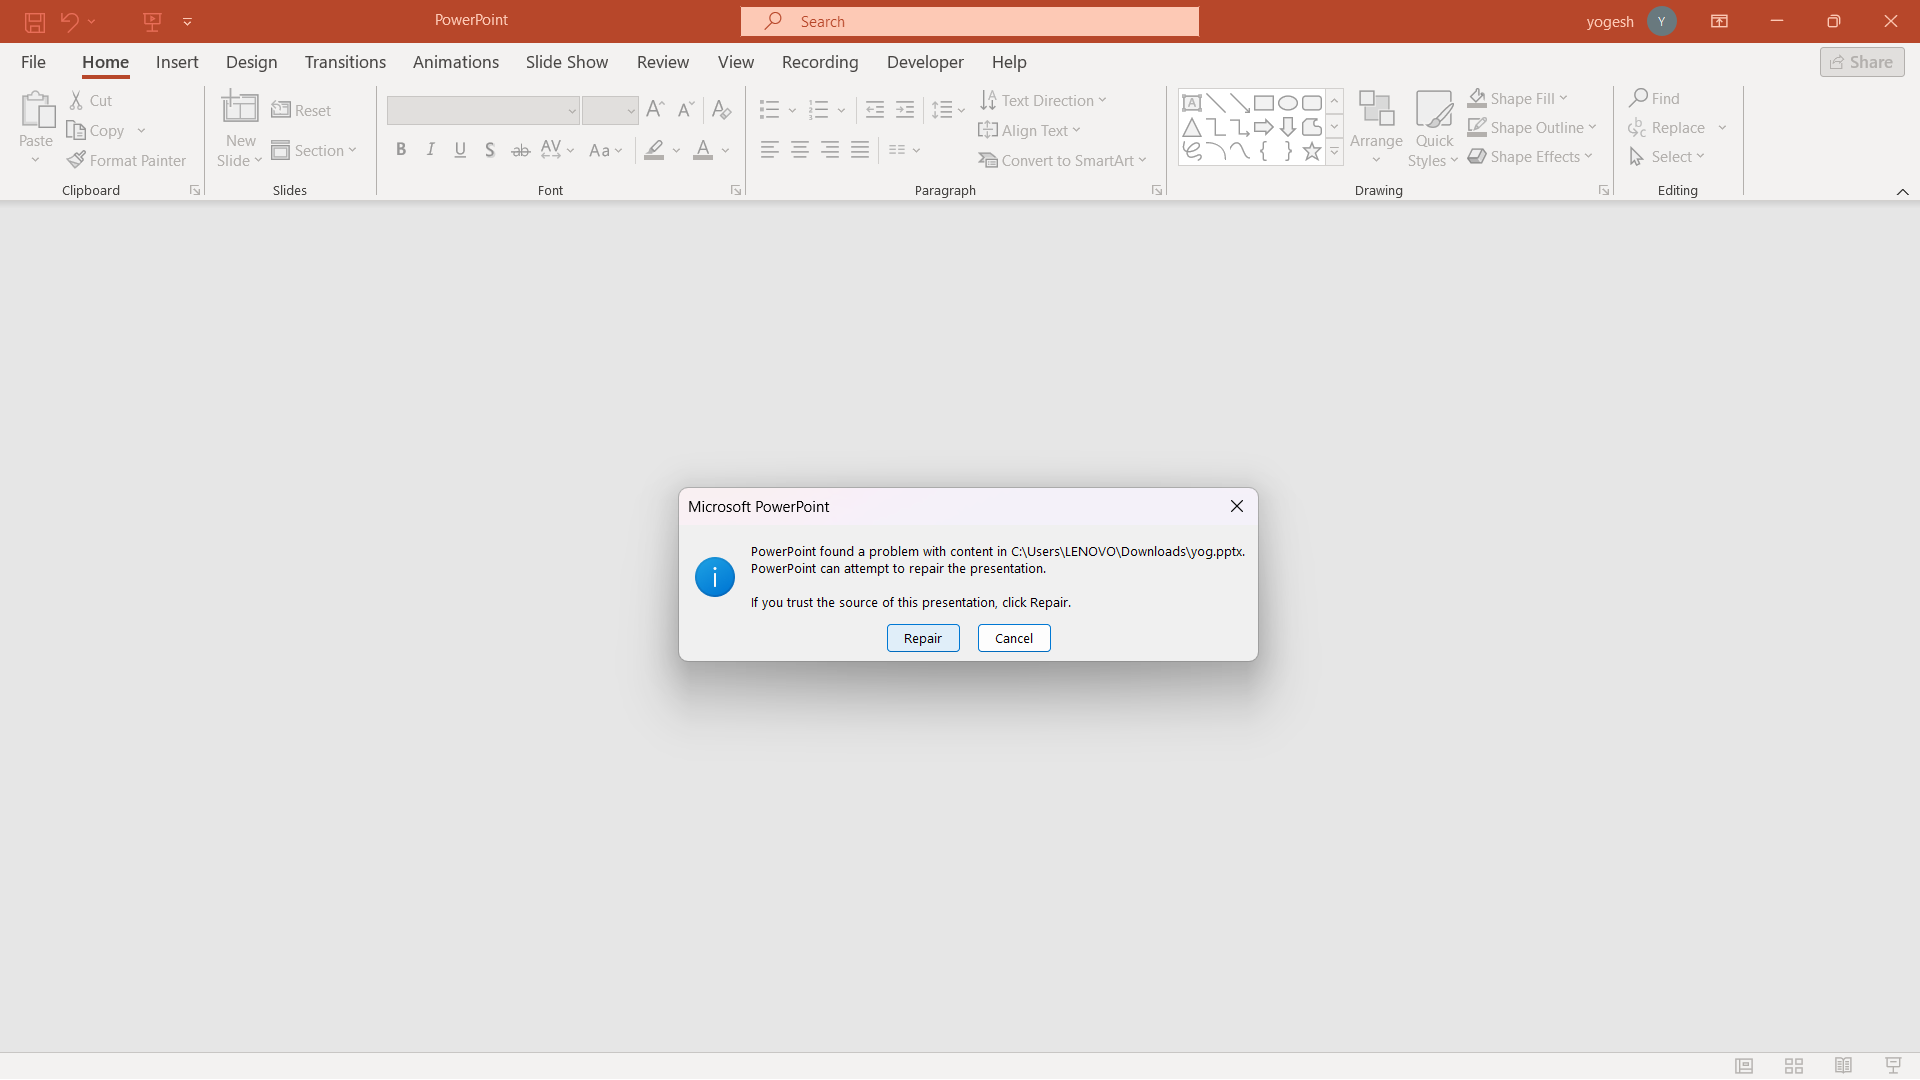 PowerPoint
Search
yogesh
Y
File
Home
Insert
Design
Transitions
Animations
Slide Show
Review
View
Recording
Developer
Help
Share
Paste
Cut
Copy
Format Painter
Clipboard
New
Slide
Reset
Section
Slides
B I U S ab AV Aa A
Font
Text Direction
Align Text
Convert to SmartArt
Paragraph
Arrange
Quick
Styles
Shape Fill
Shape Outline
Shape Effects
Drawing
Find
Replace
Select
Editing
Microsoft PowerPoint
PowerPoint found a problem with content in C:\Users\LENOVO\Downloads\yog.pptx.
PowerPoint can attempt to repair the presentation.
If you trust the source of this presentation, click Repair.
Repair
Cancel